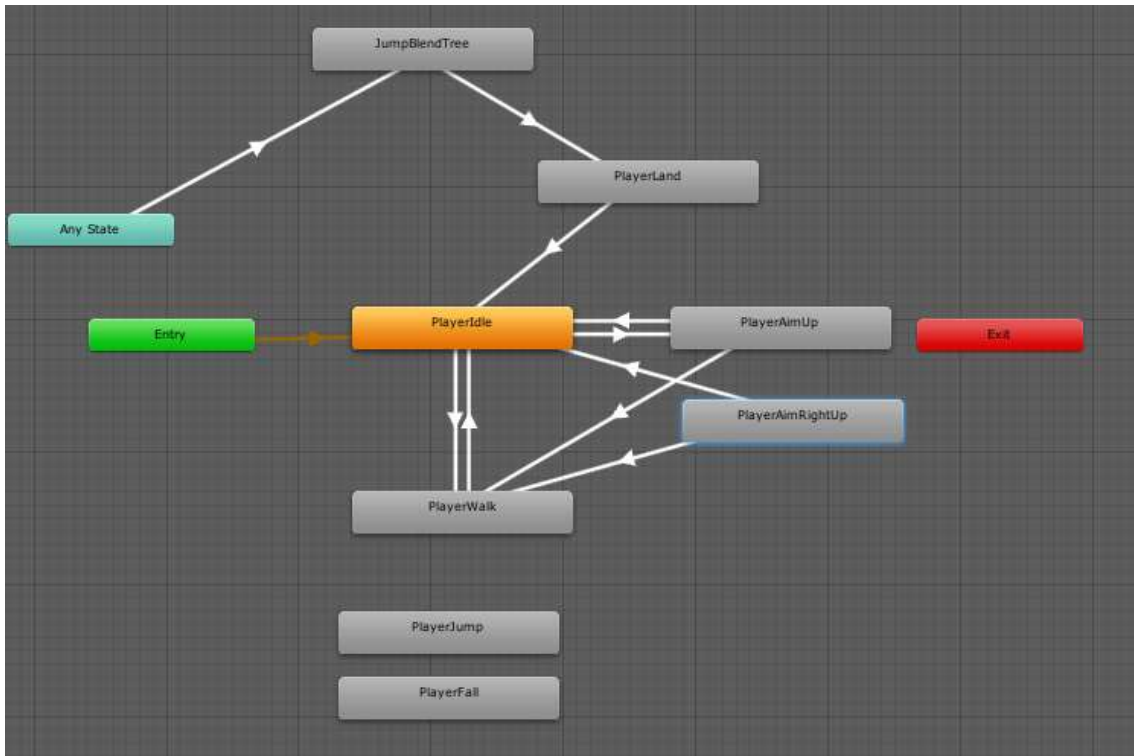 JumpBlendTree
PlayerLand
Any State
PlayerIdle
PlayerAimUp
Entry
Exit
PlayerAimRightUp
PlayerWalk
PlayerJump
PlayerFall